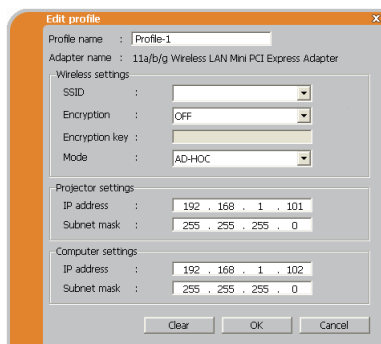 Edit profile x
Profile name : Profile-1
Adapter name : 11a/b/g Wireless LAN Mini PCI Express Adapter
Wireless settings
SSID :
Encryption : OFF
Encryption key :
Mode : AD-HOC
Projector settings
IP address : 192 . 168 . 1 . 101
Subnet mask : 255 . 255 . 255 . 0
Computer settings
IP address : 192 . 168 . 1 . 102
Subnet mask : 255 . 255 . 255 . 0
Clear OK Cancel